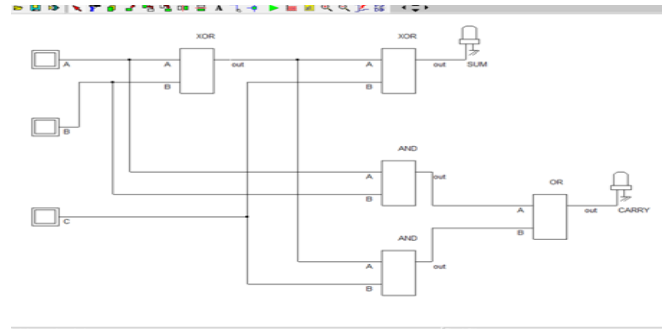 A
XOR XOR
A A out A out SUM
B B
B
AND
A out
B OR
A out CARRY
C B
AND
A out
B